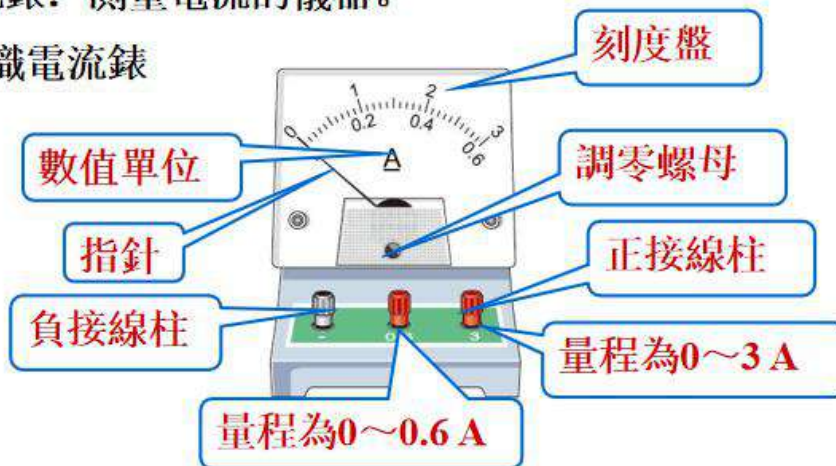 錶：測量電流的儀器。
識電流錶
刻度盤
1 2
0 3
0.2 0.4
0.6
A
數值單位
調零螺母
指針
正接線柱
負接線柱
- 3
量程為0～3 A
量程為0～0.6 A